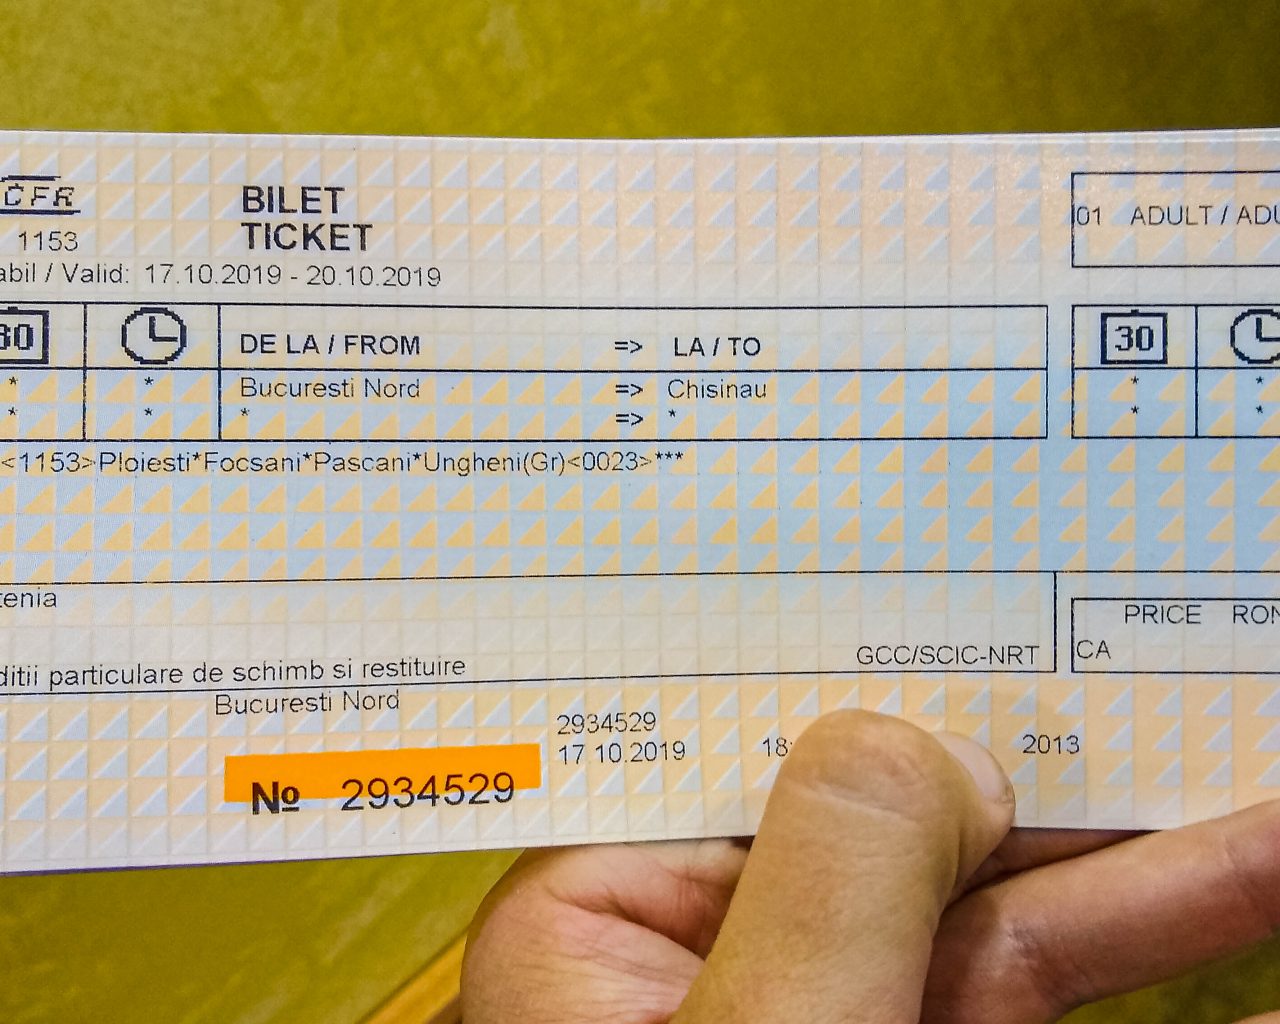 CFR
BILET
TICKET
1153
01 ADULT / ADU
abil / Valid: 17.10.2019 - 20.10.2019
30 DE LA / FROM => LA / TO 30
* * Bucuresti Nord => Chisinau * *
* * * => * * *
<1153>Ploiesti*Focsani*Pascani*Ungheni(Gr)<0023>***
tenia
PRICE RON
CA
GCC/SCIC-NRT
ditii particulare de schimb si restituire
Bucuresti Nord
2934529
17 10.2019 18: 2013
No 2934529